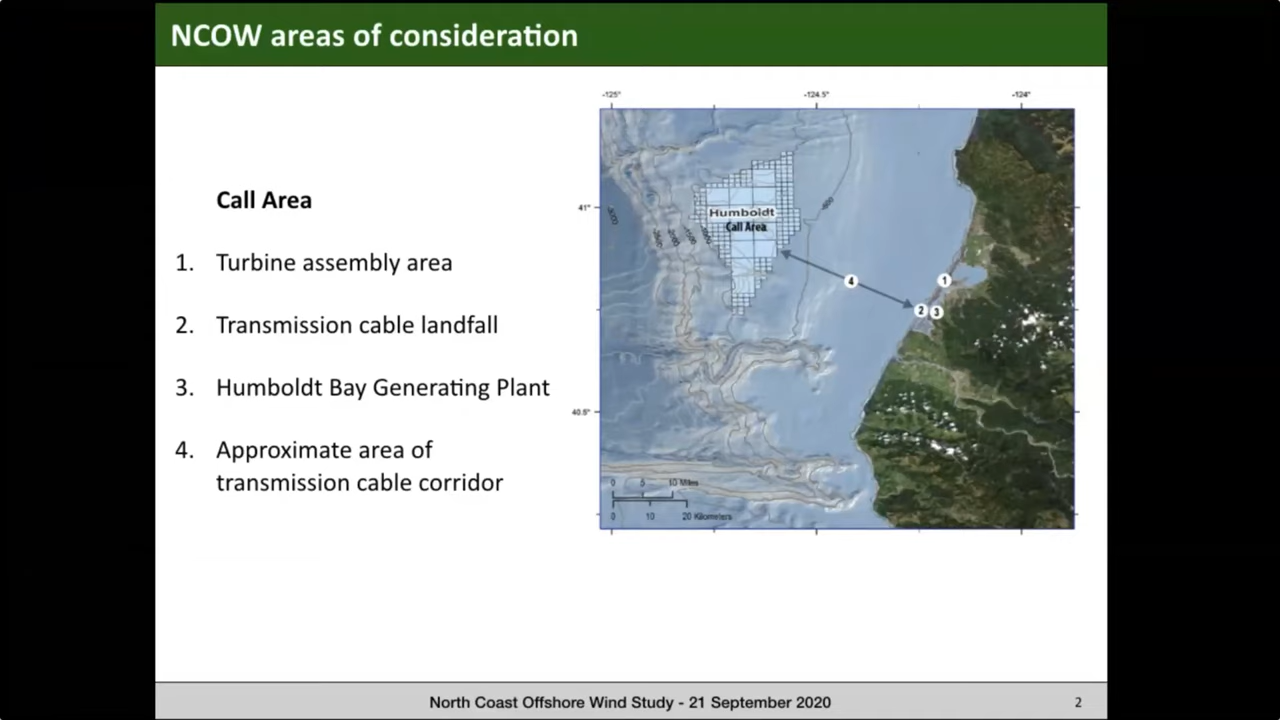 NCOW areas of consideration
Call Area
1. Turbine assembly area
2. Transmission cable landfall
3. Humboldt Bay Generating Plant
4. Approximate area of
transmission cable corridor
-125°
-124.5°
-124°
41°
40.5°
Humboldt
Call Area
4
1
2 3
0 5 10 Miles
0 10 20 Kilometers
North Coast Offshore Wind Study - 21 September 2020
2